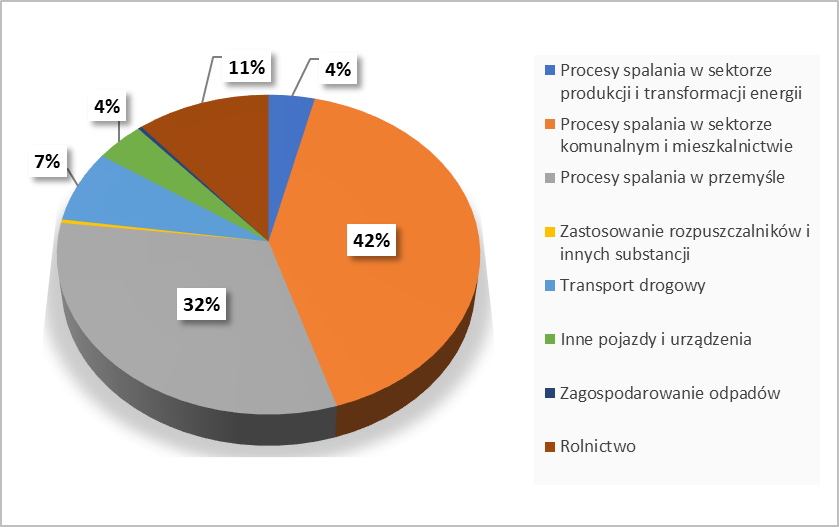 11%
4%
4%
7%
42%
32%
Procesy spalania w sektorze
produkcji i transformacji energii
Procesy spalania w sektorze
komunalnym i mieszkalnictwie
Procesy spalania w przemyśle
Zastosowanie rozpuszczalników i
innych substancji
Transport drogowy
Inne pojazdy i urządzenia
Zagospodarowanie odpadów
Rolnictwo